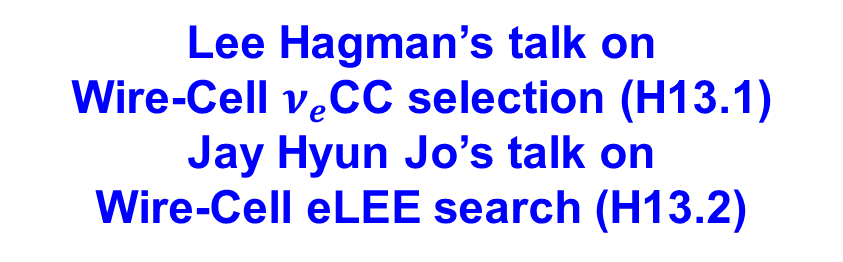 Lee Hagman’s talk on
Wire-Cell 𝝂𝒆CC selection (H13.1)
Jay Hyun Jo’s talk on
Wire-Cell eLEE search (H13.2)